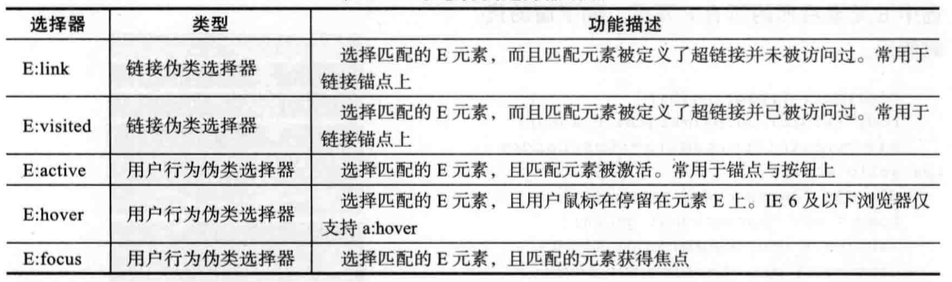 选择器 类型 功能描述
E:link 链接伪类选择器 选择匹配的 E 元素，而且匹配元素被定义了超链接并未被访问过。常用于
链接锚点上
E:visited 链接伪类选择器 选择匹配的 E 元素，而且匹配元素被定义了超链接并已被访问过。常用于
链接锚点上
E:active 用户行为伪类选择器 选择匹配的 E 元素，且匹配元素被激活。常用于锚点与按钮上
E:hover 用户行为伪类选择器 选择匹配的 E 元素，且用户鼠标在停留在元素 E 上。IE 6 及以下浏览器仅
支持 a:hover
E:focus 用户行为伪类选择器 选择匹配的 E 元素，且匹配的元素获得焦点